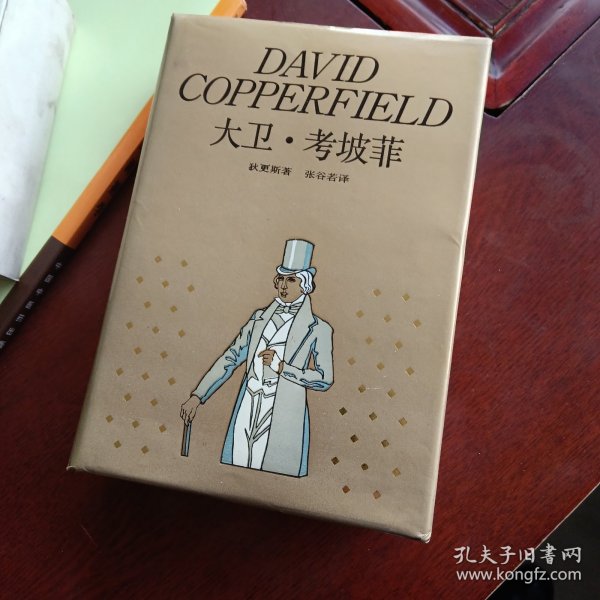 DAVID
COPPERFIELD
大卫·考坡菲
狄更斯著 张谷若译
孔夫子旧书网
www.kongfz.com